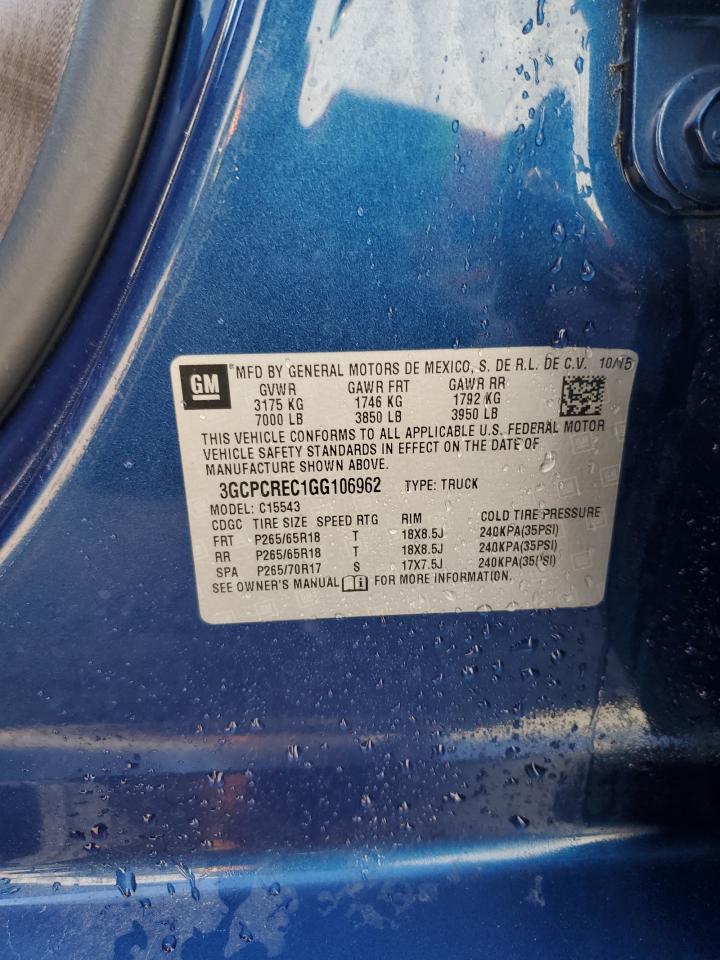 GM
® MFD BY GENERAL MOTORS DE MEXICO, S. DE R.L. DE C.V. 10/15
GVWR GAWR FRT GAWR RR
3175 KG 1746 KG 1792 KG
7000 LB 3850 LB 3950 LB
THIS VEHICLE CONFORMS TO ALL APPLICABLE U.S. FEDERAL MOTOR
VEHICLE SAFETY STANDARDS IN EFFECT ON THE DATE OF
MANUFACTURE SHOWN ABOVE.
3GCPCREC1GG106962 TYPE: TRUCK
MODEL: C15543
CDGC TIRE SIZE SPEED RTG RIM COLD TIRE PRESSURE
FRT P265/65R18 T 18X8.5J 240KPA(35PSI)
RR P265/65R18 T 18X8.5J 240KPA(35PSI)
SPA P265/70R17 S 17X7.5J 240KPA(35PSI)
SEE OWNER'S MANUAL FOR MORE INFORMATION.